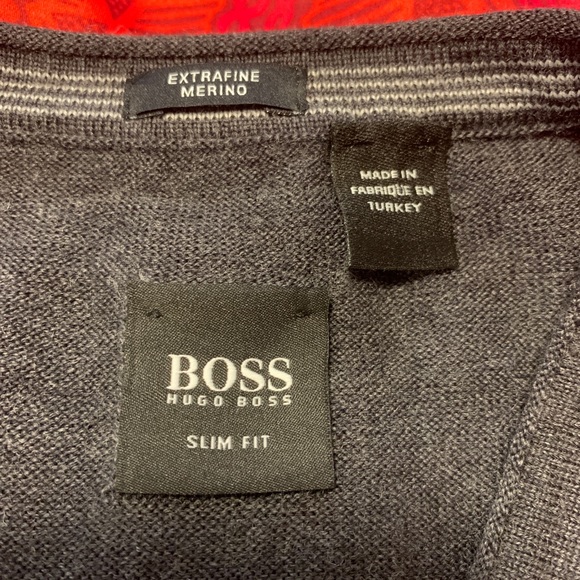 EXTRAFINE
MERINO
MADE IN
FABRIQUE EN
TURKEY
BOSS
HUGO BOSS
SLIM FIT